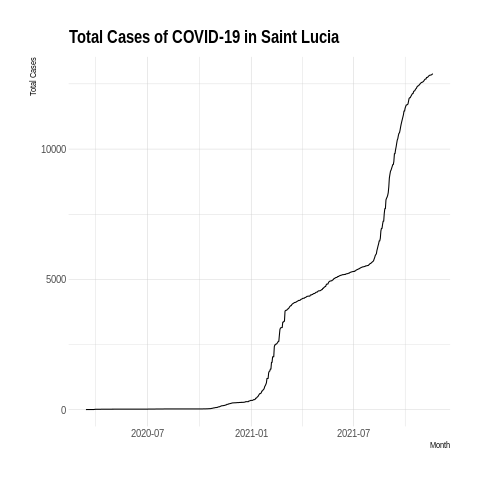 Total Cases of COVID-19 in Saint Lucia
Total Cases
10000
5000
0
2020-07 2021-01 2021-07
Month